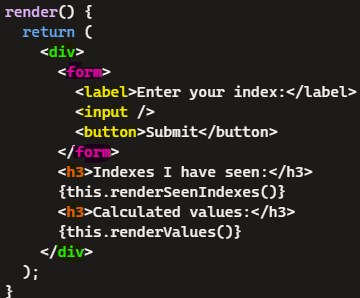 render() {
  return (
    <div>
      <form>
        <label>Enter your index:</label>
        <input />
        <button>Submit</button>
      </form>
      <h3>Indexes I have seen:</h3>
      {this.renderSeenIndexes()}
      <h3>Calculated values:</h3>
      {this.renderValues()}
    </div>
  );
}